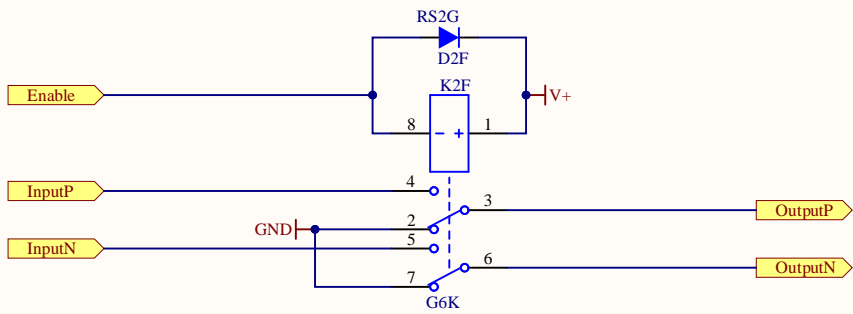 RS2G
D2F
Enable
K2F
V+
8
- +
1
InputP
4
3
OutputP
GND
2
InputN
5
6
OutputN
7
G6K